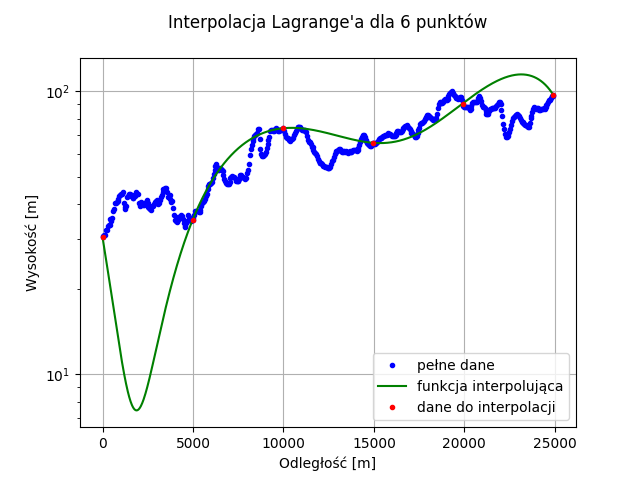 Interpolacja Lagrange'a dla 6 punktów
10²
10¹
Wysokość [m]
pełne dane
funkcja interpolująca
dane do interpolacji
0 5000 10000 15000 20000 25000
Odległość [m]